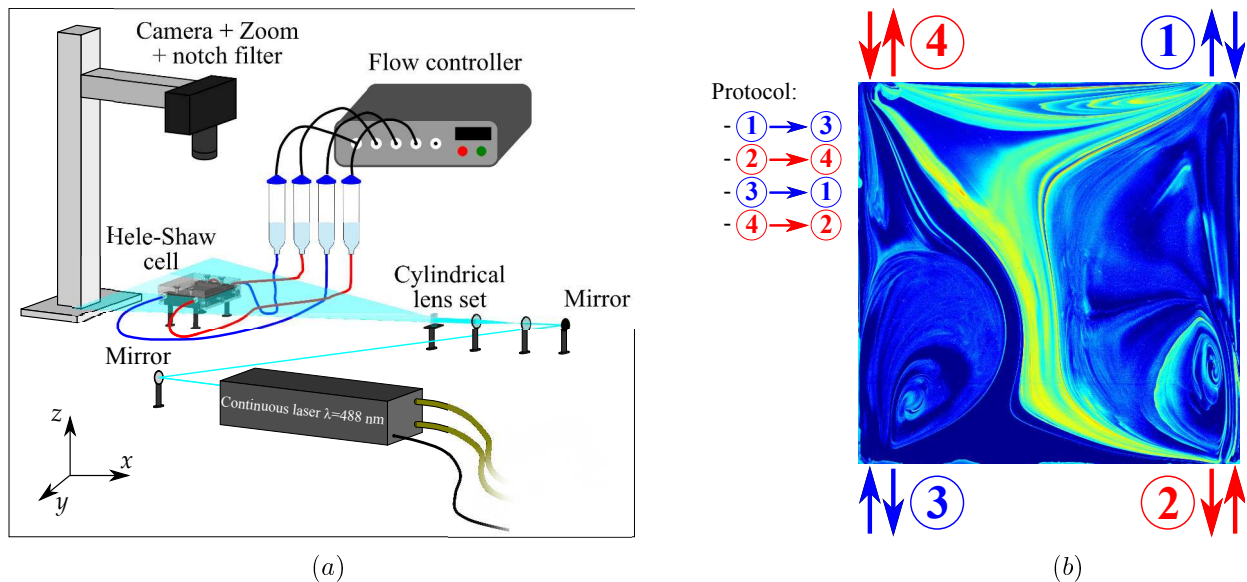 Camera + Zoom
+ notch filter
Flow controller
Hele-Shaw
cell
Cylindrical
lens set
Mirror
Mirror
Continuous laser λ=488 nm
z
x
y
(a)
4
1
Protocol:
- 1 → 3
- 2 → 4
- 3 → 1
- 4 → 2
3
2
(b)